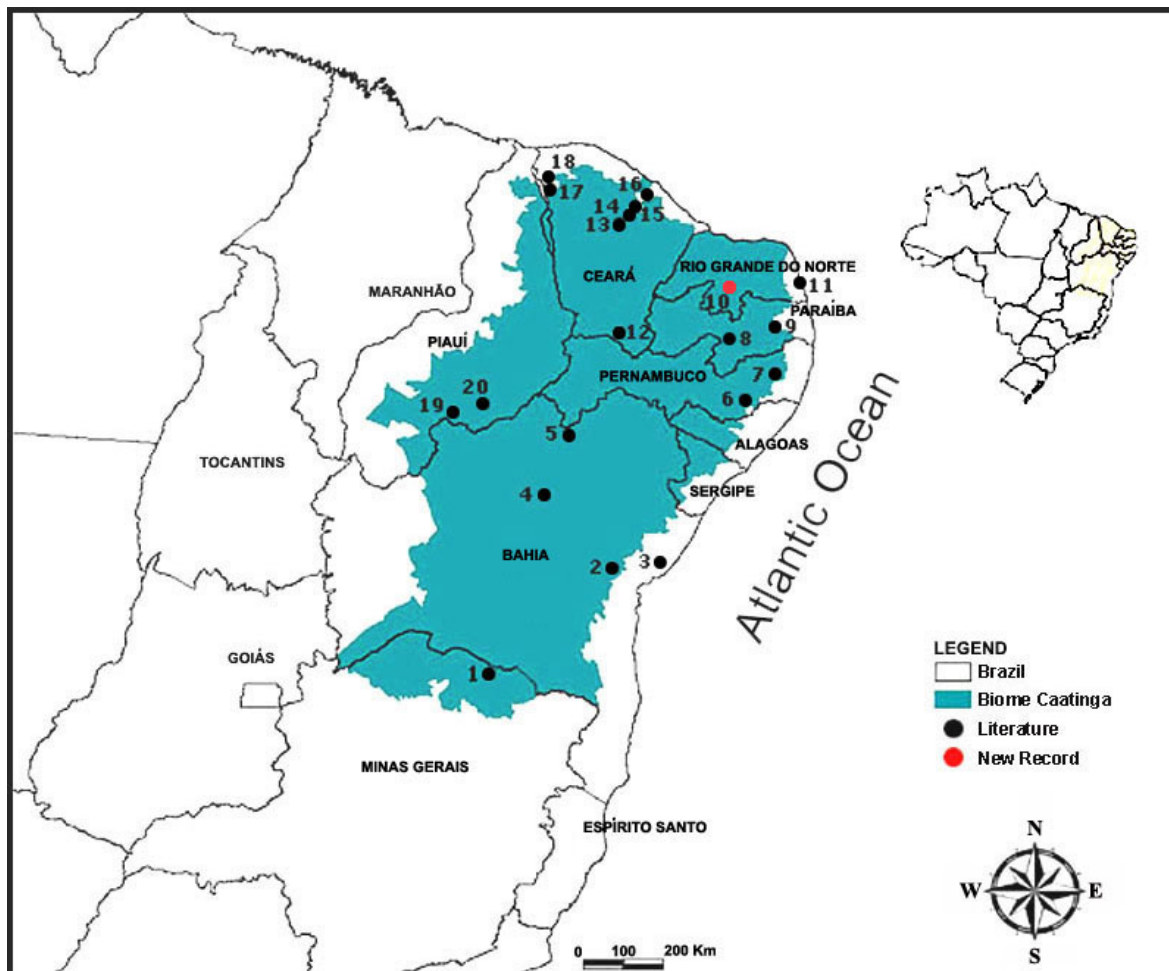 18
17
16
14
15
13
CEARÁ
RIO GRANDE DO NORTE
11
MARANHÃO
10
PARAÍBA
9
12
8
PIAUÍ
PERNAMBUCO
7
20
19
6
5
ALAGOAS
TOCANTINS
SERGIPE
4
BAHIA
2
3
Atlantic Ocean
GOIÁS
1
MINAS GERAIS
ESPÍRITO SANTO
LEGEND
Brazil
Biome Caatinga
Literature
New Record
N
W
E
S
0 100 200 Km